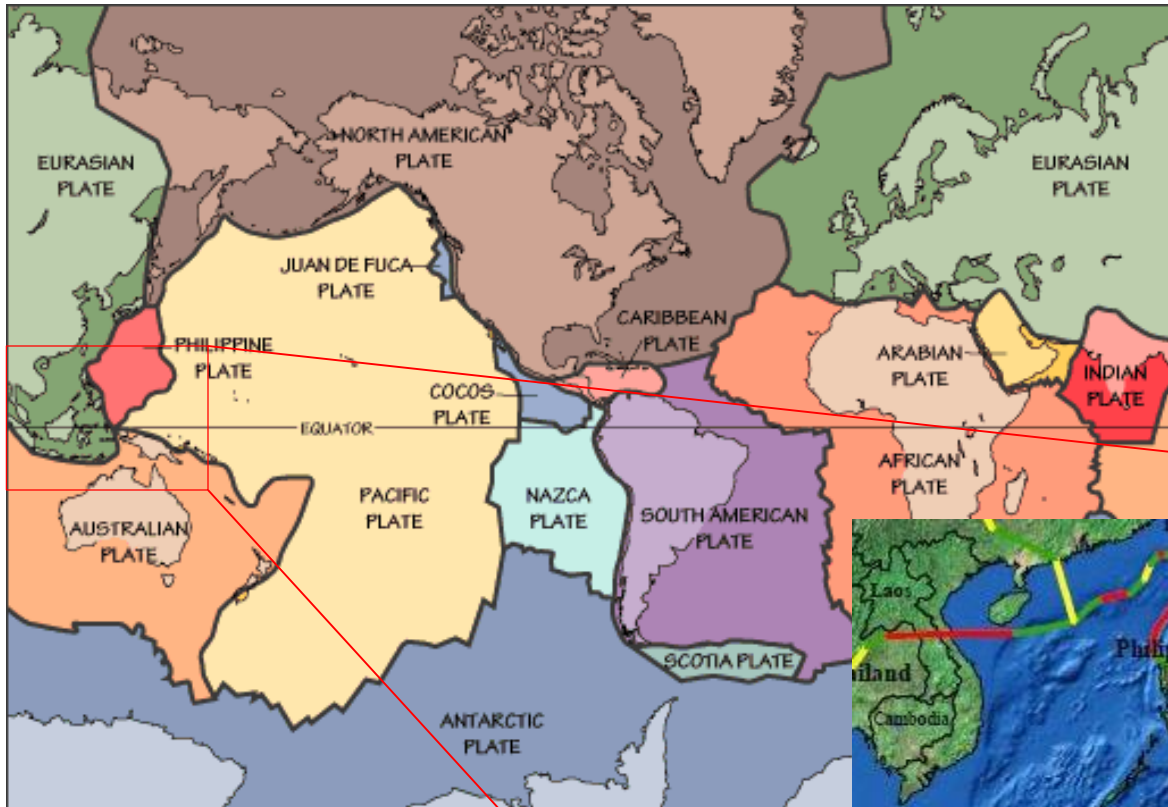 NORTH AMERICAN
PLATE
EURASIAN
PLATE
EURASIAN
PLATE
JUAN DE FUCA
PLATE
CARIBBEAN
PLATE
PHILIPPINE
PLATE
ARABIAN
PLATE
INDIAN
PLATE
COCOS
PLATE
EQUATOR
AFRICAN
PLATE
PACIFIC
PLATE
NAZCA
PLATE
SOUTH AMERICAN
PLATE
AUSTRALIAN
PLATE
SCOTIA PLATE
ANTARCTIC
PLATE
Laos
Philip
ailand
Cambodia